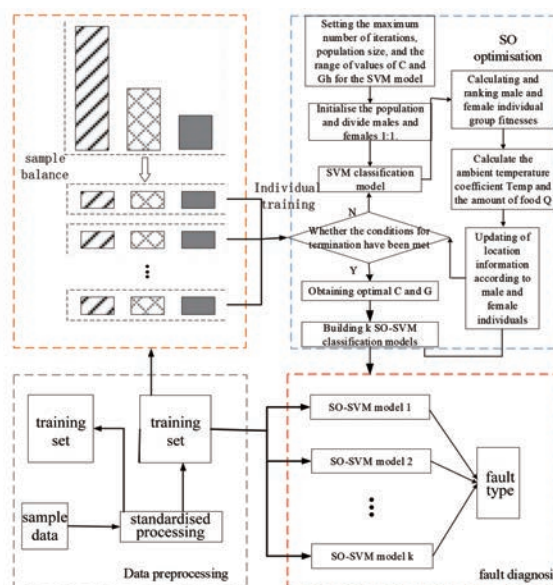 sample
balance
Individual
training
Setting the maximum
number of iterations,
population size, and the
range of values of C and
Gh for the SVM model
Initialise the population
and divide males and
females 1:1.
SVM classification
model
N
Whether the conditions for
termination have been met
Y
Obtaining optimal C and G
Building k SO-SVM
classification models
SO
optimisation
Calculating and
ranking male and
female individual
group fitnesses
Calculate the
ambient temperature
coefficient Temp and
the amount of food Q
Updating of
location
information
according to
male and
female
individuals
training
set
training
set
sample
data
standardised
processing
Data preprocessing
SO-SVM model 1
SO-SVM model 2
SO-SVM model k
fault
type
fault diagnosi